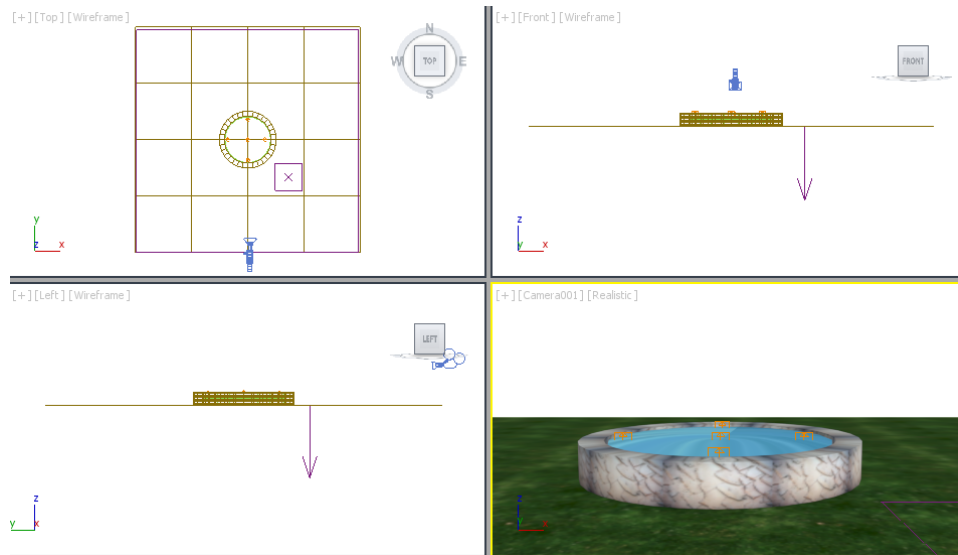 [+] [Top] [Wireframe]
N
W TOP E
S
y
z x
[+] [Front] [Wireframe]
FRONT
z
y x
[+] [Left] [Wireframe]
LEFT
z
y x
[+] [Camera001] [Realistic]
z
x